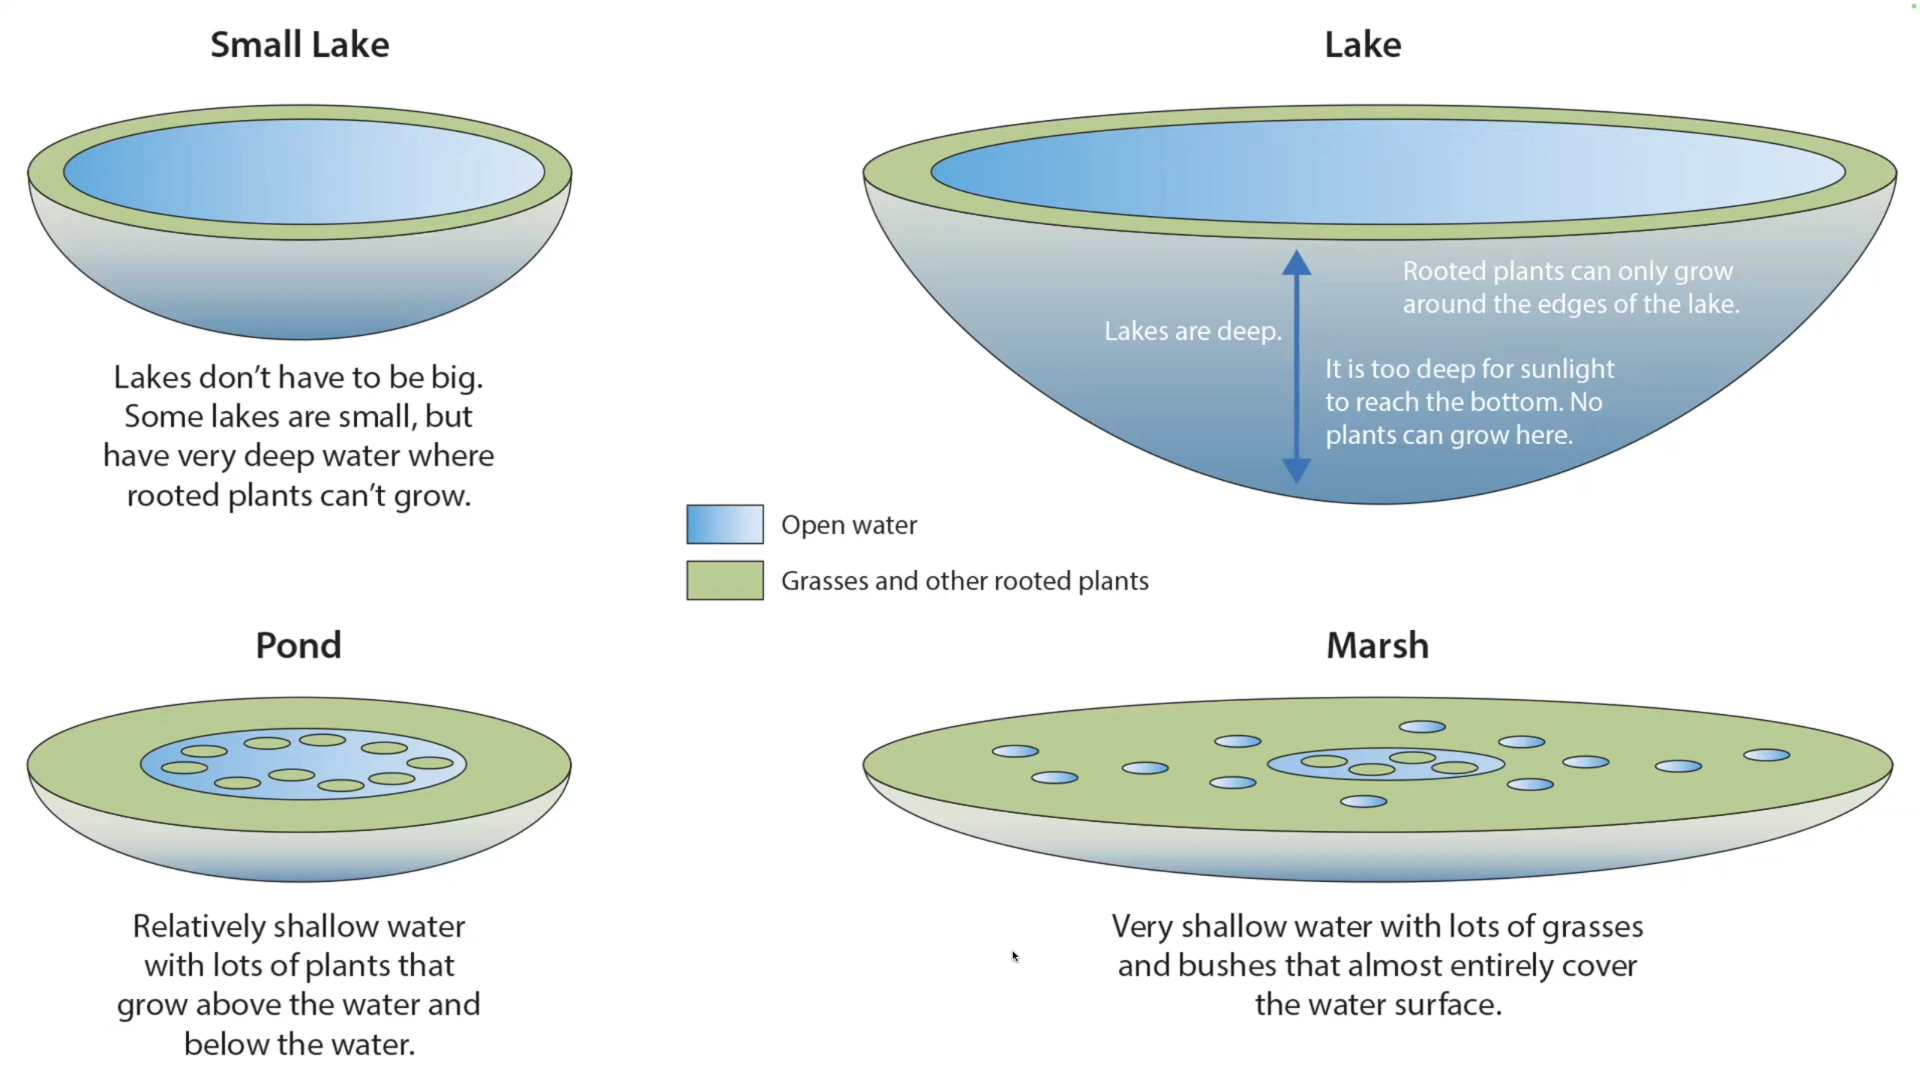 Small Lake
Lakes don’t have to be big.
Some lakes are small, but
have very deep water where
rooted plants can’t grow.
Lake
Lakes are deep.
Rooted plants can only grow
around the edges of the lake.
It is too deep for sunlight
to reach the bottom. No
plants can grow here.
Open water
Grasses and other rooted plants
Pond
Relatively shallow water
with lots of plants that
grow above the water and
below the water.
Marsh
Very shallow water with lots of grasses
and bushes that almost entirely cover
the water surface.